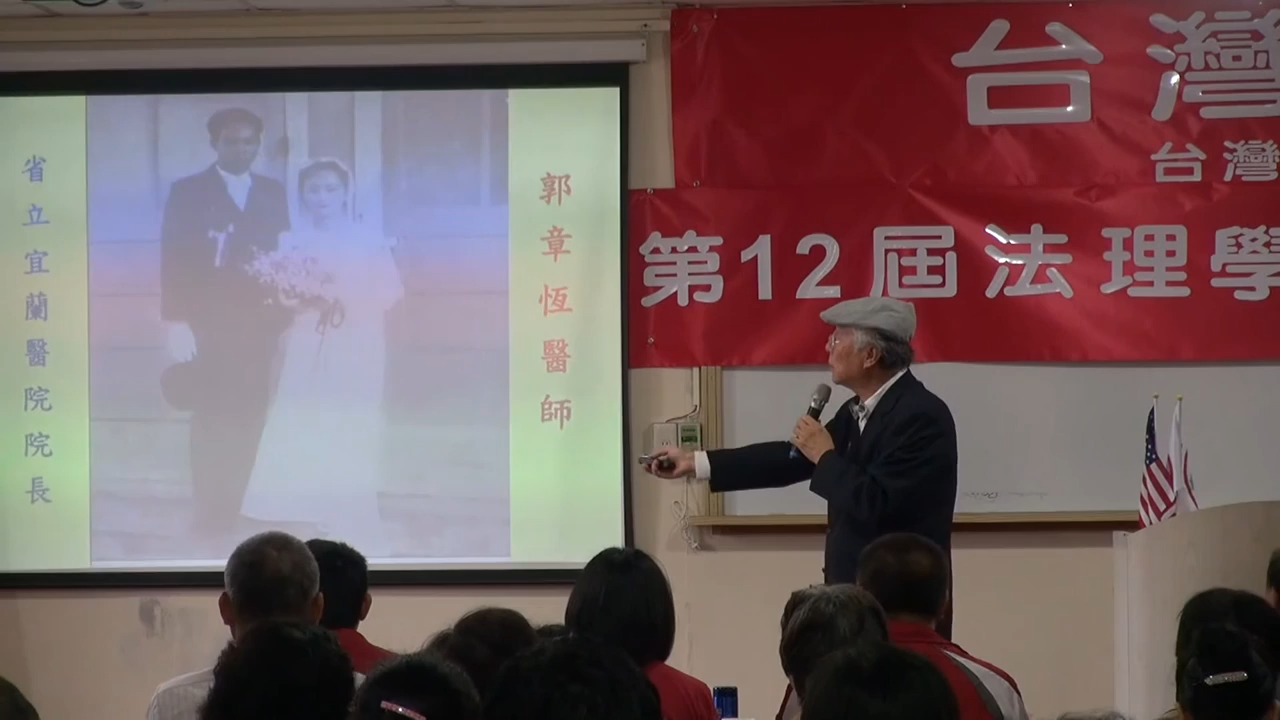 省立宜蘭醫院院長
郭章恆醫師
台灣
台灣
第12屆法理學